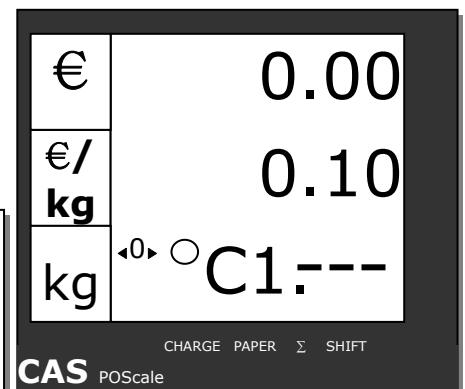 € 0.00
€/kg 0.10
kg ◂0▸ ○ C1.---
CHARGE PAPER Σ SHIFT
CAS POScale